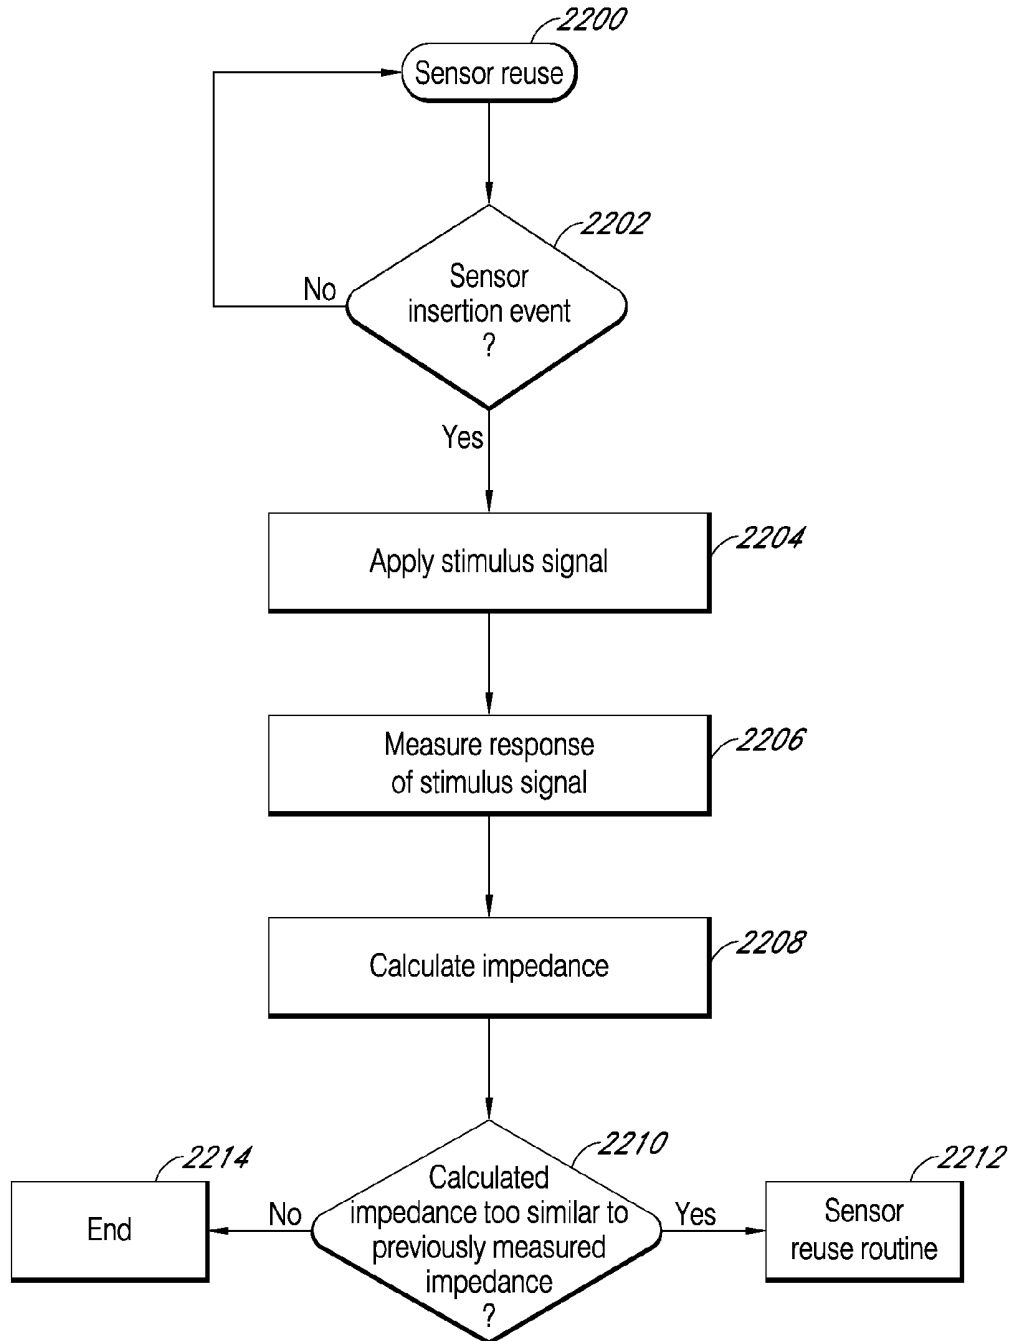 2200
Sensor reuse
2202
Sensor
insertion event
?
No
Yes
2204
Apply stimulus signal
2206
Measure response
of stimulus signal
2208
Calculate impedance
2210
Calculated
impedance too similar to
previously measured
impedance
?
No
Yes
2214
End
2212
Sensor
reuse routine